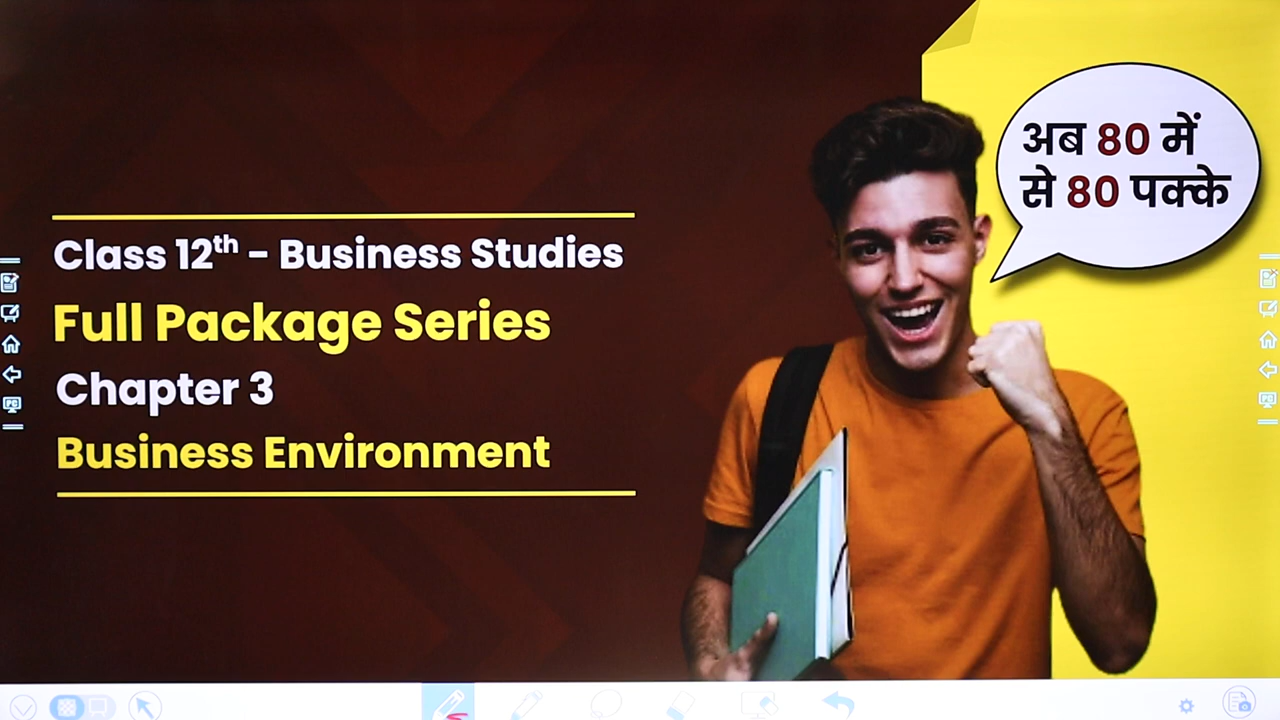 Class 12th - Business Studies
Full Package Series
Chapter 3
Business Environment
अब 80 में
से 80 पक्के